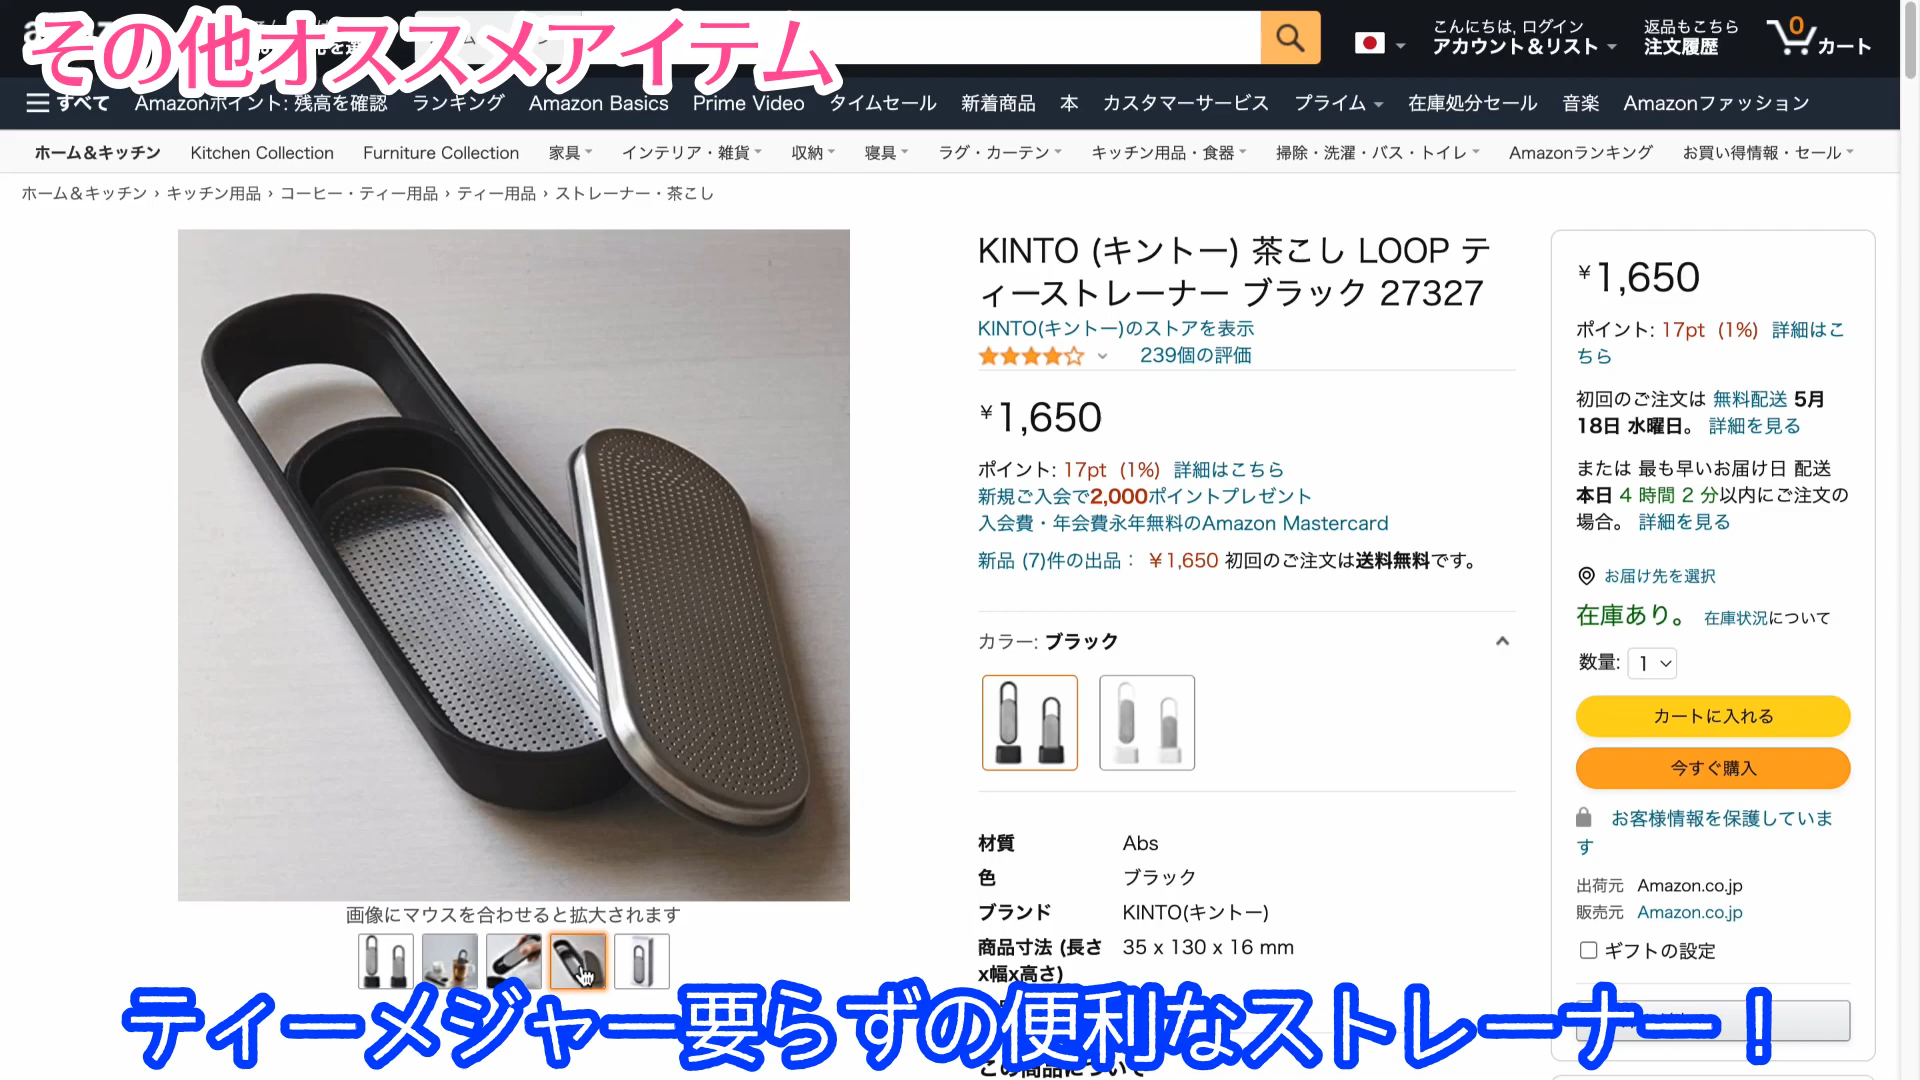 その他オススメアイテム
こんにちは, ログイン
アカウント＆リスト
返品もこちら
注文履歴
0
カート
すべて Amazonポイント: 残高を確認 ランキング Amazon Basics Prime Video タイムセール 新着商品 本 カスタマーサービス プライム 在庫処分セール 音楽 Amazonファッション
ホーム＆キッチン Kitchen Collection Furniture Collection 家具 インテリア・雑貨 収納 寝具 ラグ・カーテン キッチン用品・食器 掃除・洗濯・バス・トイレ Amazonランキング お買い得情報・セール
ホーム＆キッチン › キッチン用品 › コーヒー・ティー用品 › ティー用品 › ストレーナー・茶こし
KINTO (キントー) 茶こし LOOP テ
ィーストレーナー ブラック 27327
KINTO(キントー)のストアを表示
239個の評価
¥1,650
ポイント: 17pt (1%) 詳細はこちら
新規ご入会で2,000ポイントプレゼント
入会費・年会費永年無料のAmazon Mastercard
新品 (7)件の出品： ￥1,650 初回のご注文は送料無料です。
カラー: ブラック
材質 Abs
色 ブラック
ブランド KINTO(キントー)
商品寸法 (長さ 35 x 130 x 16 mm
x幅x高さ)
この商品について
¥1,650
ポイント: 17pt (1%) 詳細はこ
ちら
初回のご注文は 無料配送 5月
18日 水曜日。 詳細を見る
または 最も早いお届け日 配送
本日 4 時間 2 分以内にご注文の
場合。 詳細を見る
お届け先を選択
在庫あり。 在庫状況について
数量: 1
カートに入れる
今すぐ購入
お客様情報を保護していま
す
出荷元 Amazon.co.jp
販売元 Amazon.co.jp
ギフトの設定
画像にマウスを合わせると拡大されます
ティーメジャー要らずの便利なストレーナー！